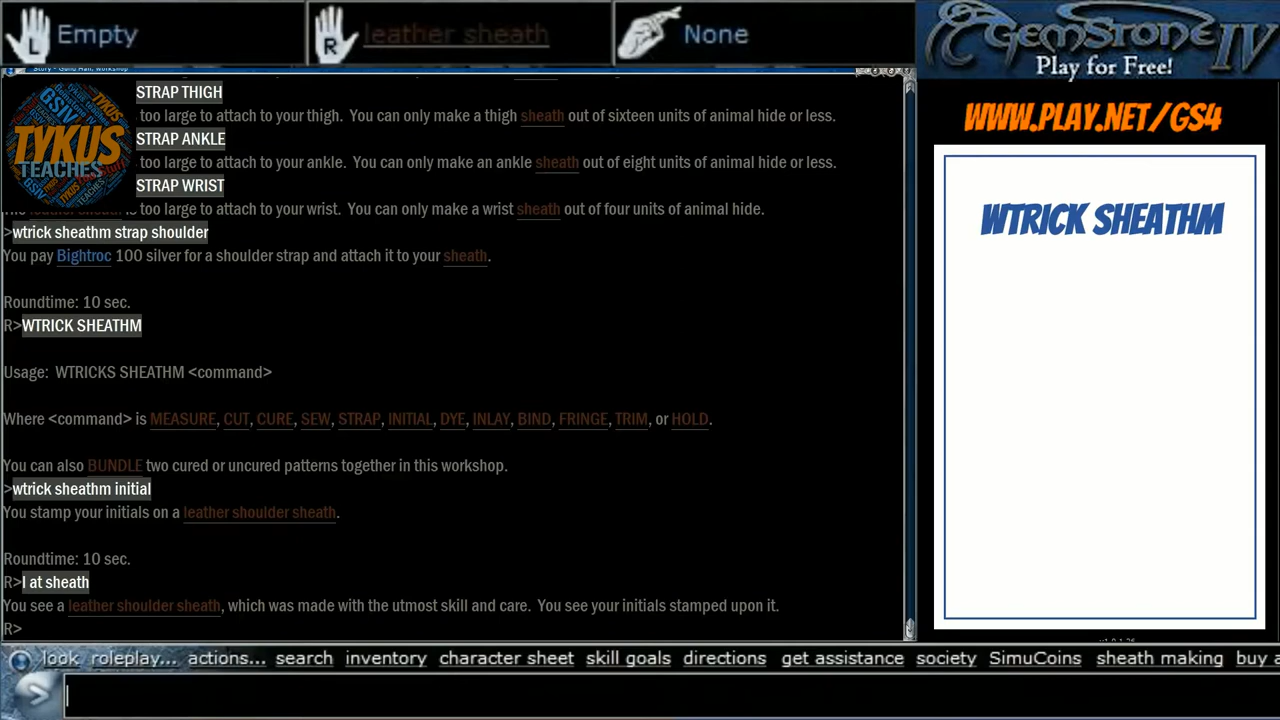 L Empty
R leather sheath
None
GEMSTONE IV
Play for Free!
WWW.PLAY.NET/GS4
WTRICK SHEATHM
TYKUS
TEACHES
STRAP THIGH
too large to attach to your thigh. You can only make a thigh sheath out of sixteen units of animal hide or less.
STRAP ANKLE
too large to attach to your ankle. You can only make an ankle sheath out of eight units of animal hide or less.
STRAP WRIST
too large to attach to your wrist. You can only make a wrist sheath out of four units of animal hide.
>wtrick sheathm strap shoulder
You pay Bightroc 100 silver for a shoulder strap and attach it to your sheath.
Roundtime: 10 sec.
R>WTRICK SHEATHM
Usage: WTRICKS SHEATHM <command>
Where <command> is MEASURE, CUT, CURE, SEW, STRAP, INITIAL, DYE, INLAY, BIND, FRINGE, TRIM, or HOLD.
You can also BUNDLE two cured or uncured patterns together in this workshop.
>wtrick sheathm initial
You stamp your initials on a leather shoulder sheath.
Roundtime: 10 sec.
R>l at sheath
You see a leather shoulder sheath, which was made with the utmost skill and care. You see your initials stamped upon it.
R>
look roleplay... actions... search inventory character sheet skill goals directions get assistance society SimuCoins sheath making buy
>